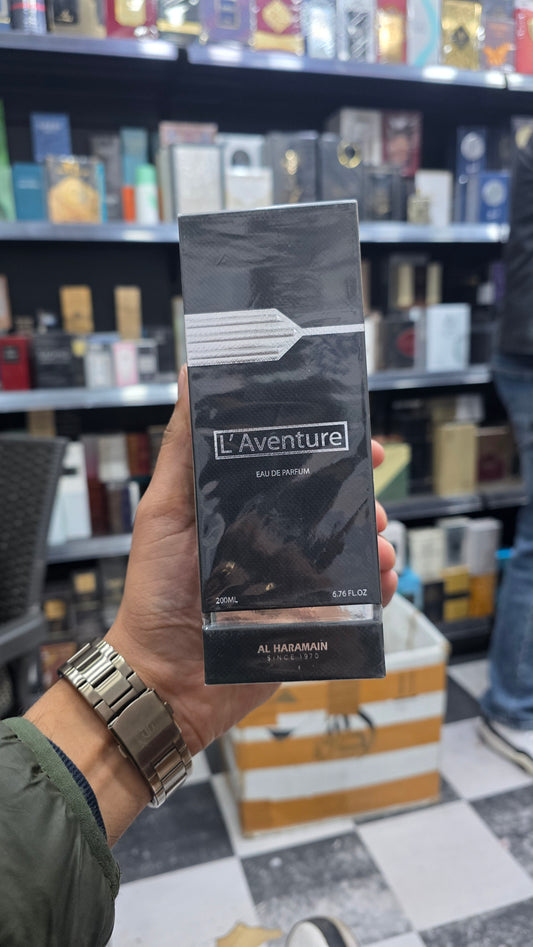 L' Aventure
EAU DE PARFUM
200ML 6.76 FL.OZ
AL HARAMAIN
SINCE 1970